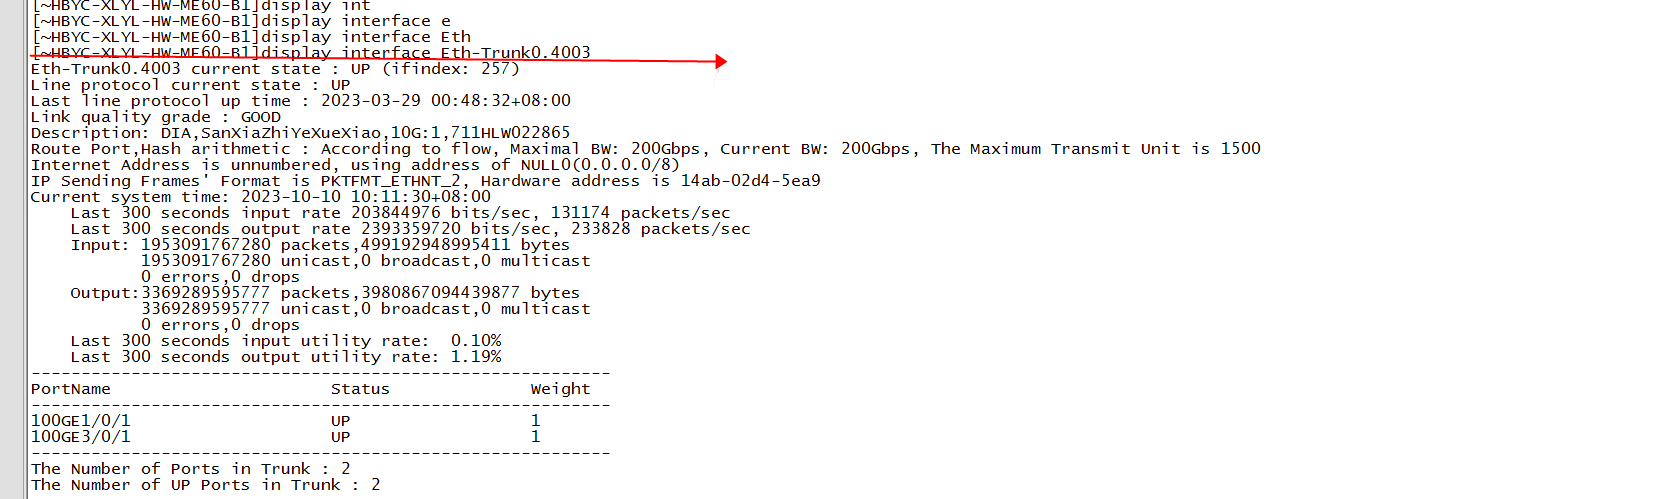 [~HBYC-XLYL-HW-ME60-B1]display int
[~HBYC-XLYL-HW-ME60-B1]display interface e
[~HBYC-XLYL-HW-ME60-B1]display interface Eth
[~HBYC-XLYL-HW-ME60-B1]display interface Eth-Trunk0.4003
Eth-Trunk0.4003 current state : UP (ifindex: 257)
Line protocol current state : UP
Last line protocol up time : 2023-03-29 00:48:32+08:00
Link quality grade : GOOD
Description: DIA,SanXiaZhiYeXueXiao,10G:1,711HLW022865
Route Port,Hash arithmetic : According to flow, Maximal BW: 200Gbps, Current BW: 200Gbps, The Maximum Transmit Unit is 1500
Internet Address is unnumbered, using address of NULL0(0.0.0.0/8)
IP Sending Frames' Format is PKTFMT_ETHNT_2, Hardware address is 14ab-02d4-5ea9
Current system time: 2023-10-10 10:11:30+08:00
    Last 300 seconds input rate 203844976 bits/sec, 131174 packets/sec
    Last 300 seconds output rate 2393359720 bits/sec, 233828 packets/sec
    Input: 1953091767280 packets,499192948995411 bytes
           1953091767280 unicast,0 broadcast,0 multicast
           0 errors,0 drops
    Output:3369289595777 packets,3980867094439877 bytes
           3369289595777 unicast,0 broadcast,0 multicast
           0 errors,0 drops
    Last 300 seconds input utility rate:  0.10%
    Last 300 seconds output utility rate: 1.19%
----------------------------------------------------------
PortName                      Status              Weight
----------------------------------------------------------
100GE1/0/1                    UP                  1
100GE3/0/1                    UP                  1
----------------------------------------------------------
The Number of Ports in Trunk : 2
The Number of UP Ports in Trunk : 2